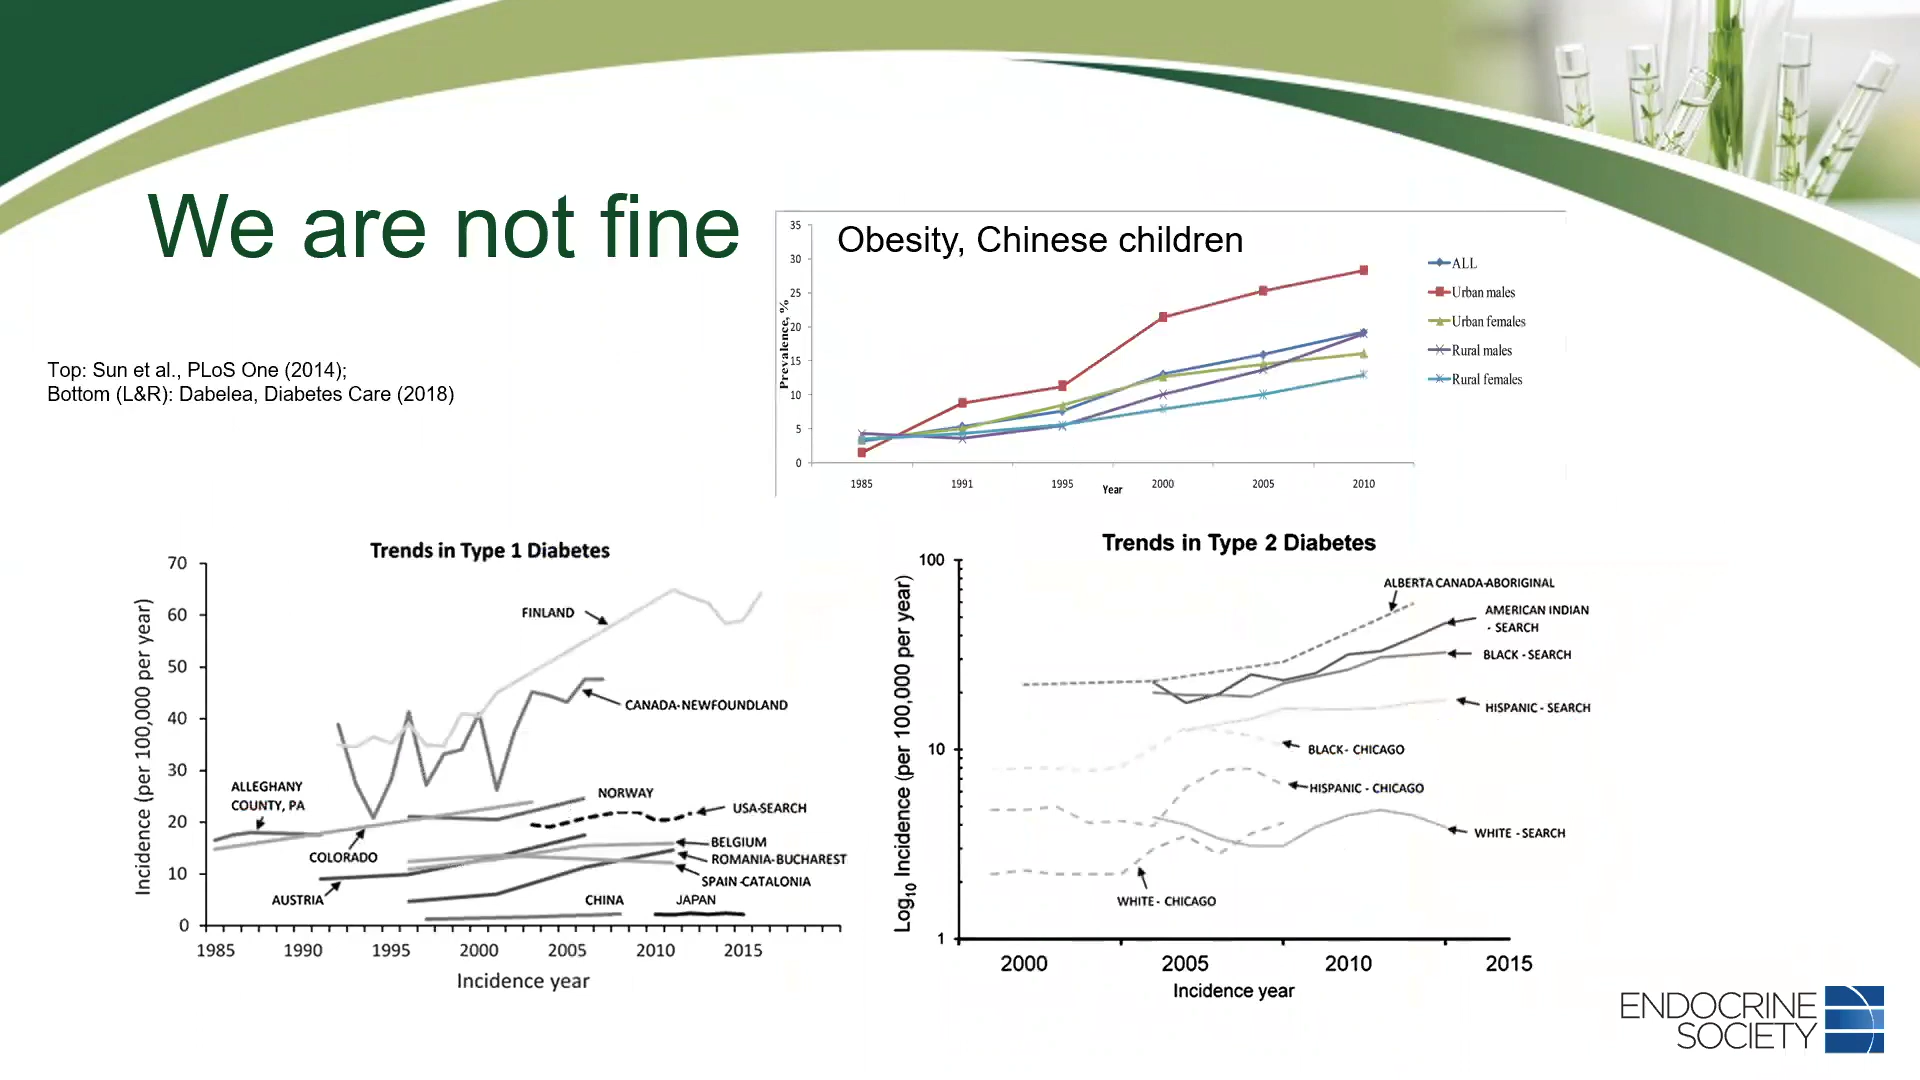 We are not fine
Top: Sun et al., PLoS One (2014);
Bottom (L&R): Dabelea, Diabetes Care (2018)
Obesity, Chinese children
Prevalence, %
35
30
25
20
15
10
5
0
1985
1991
1995
2000
2005
2010
Year
ALL
Urban males
Urban females
Rural males
Rural females
Trends in Type 1 Diabetes
Incidence (per 100,000 per year)
70
60
50
40
30
20
10
0
FINLAND
CANADA-NEWFOUNDLAND
ALLEGHANY
COUNTY, PA
NORWAY
USA-SEARCH
COLORADO
BELGIUM
ROMANIA-BUCHAREST
SPAIN-CATALONIA
AUSTRIA
CHINA
JAPAN
1985
1990
1995
2000
2005
2010
2015
Incidence year
Trends in Type 2 Diabetes
Log10 Incidence (per 100,000 per year)
100
10
1
ALBERTA CANADA-ABORIGINAL
AMERICAN INDIAN
- SEARCH
BLACK - SEARCH
HISPANIC - SEARCH
BLACK - CHICAGO
HISPANIC - CHICAGO
WHITE - SEARCH
WHITE - CHICAGO
2000
2005
2010
2015
Incidence year
ENDOCRINE
SOCIETY